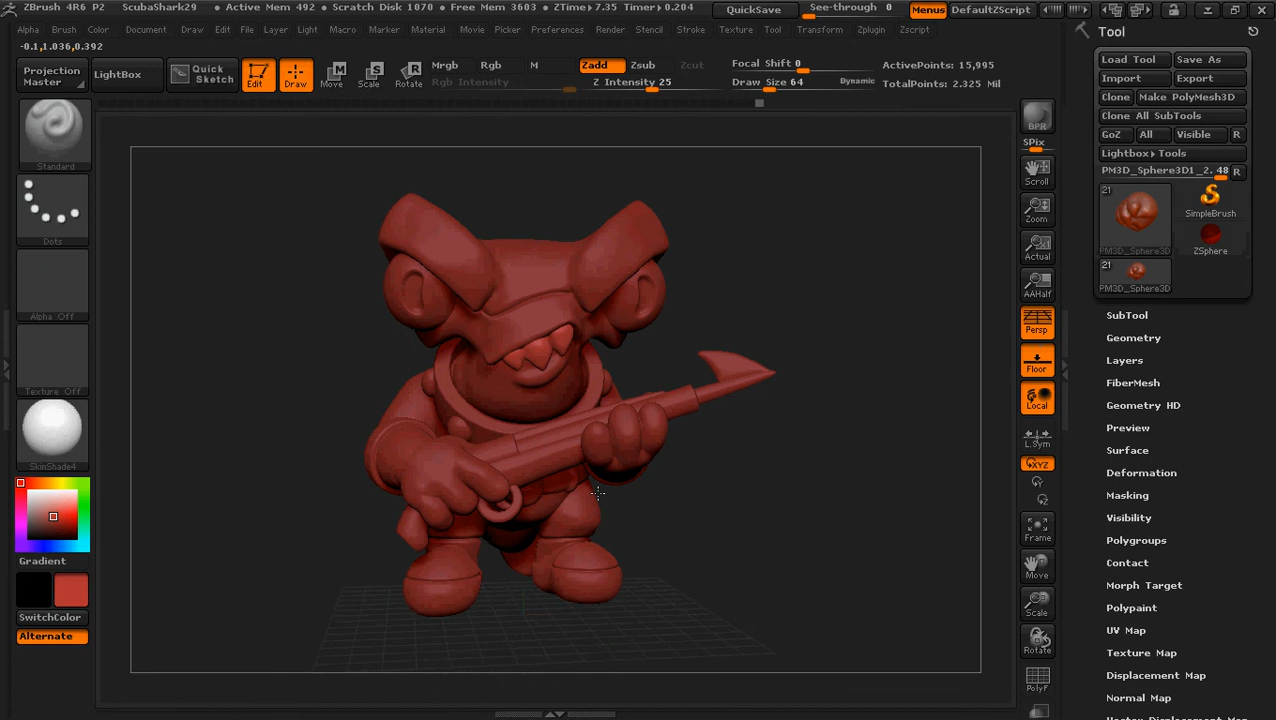 ZBrush 4R6 P2 ScubaShark29 • Active Mem 492 • Scratch Disk 1070 • Free Mem 3603 • ZTime▸7.35 Timer▸0.204 QuickSave See-through 0 Menus DefaultZScript
Alpha Brush Color Document Draw Edit File Layer Light Macro Marker Material Movie Picker Preferences Render Stencil Stroke Texture Tool Transform Zplugin Zscript
-0.1,1.036,0.392
Projection Master
LightBox
Quick Sketch
Edit
Draw
Move
Scale
Rotate
Mrgb Rgb M
Rgb Intensity
Zadd Zsub Zcut
Z Intensity 25
Focal Shift 0
Draw Size 64 Dynamic
ActivePoints: 15,995
TotalPoints: 2.325 Mil
Standard
Dots
Alpha Off
Texture Off
SkinShade4
Gradient
SwitchColor
Alternate
BPR
SPix
Scroll
Zoom
Actual
AAHalf
Persp
Floor
Local
L.Sym
XYZ
Y
Z
Frame
Move
Scale
Rotate
PolyF
Tool
Load Tool Save As
Import Export
Clone Make PolyMesh3D
Clone All SubTools
GoZ All Visible R
Lightbox▸Tools
PM3D_Sphere3D1_2. 48 R
21
PM3D_Sphere3D
SimpleBrush
ZSphere
21
PM3D_Sphere3D
SubTool
Geometry
Layers
FiberMesh
Geometry HD
Preview
Surface
Deformation
Masking
Visibility
Polygroups
Contact
Morph Target
Polypaint
UV Map
Texture Map
Displacement Map
Normal Map